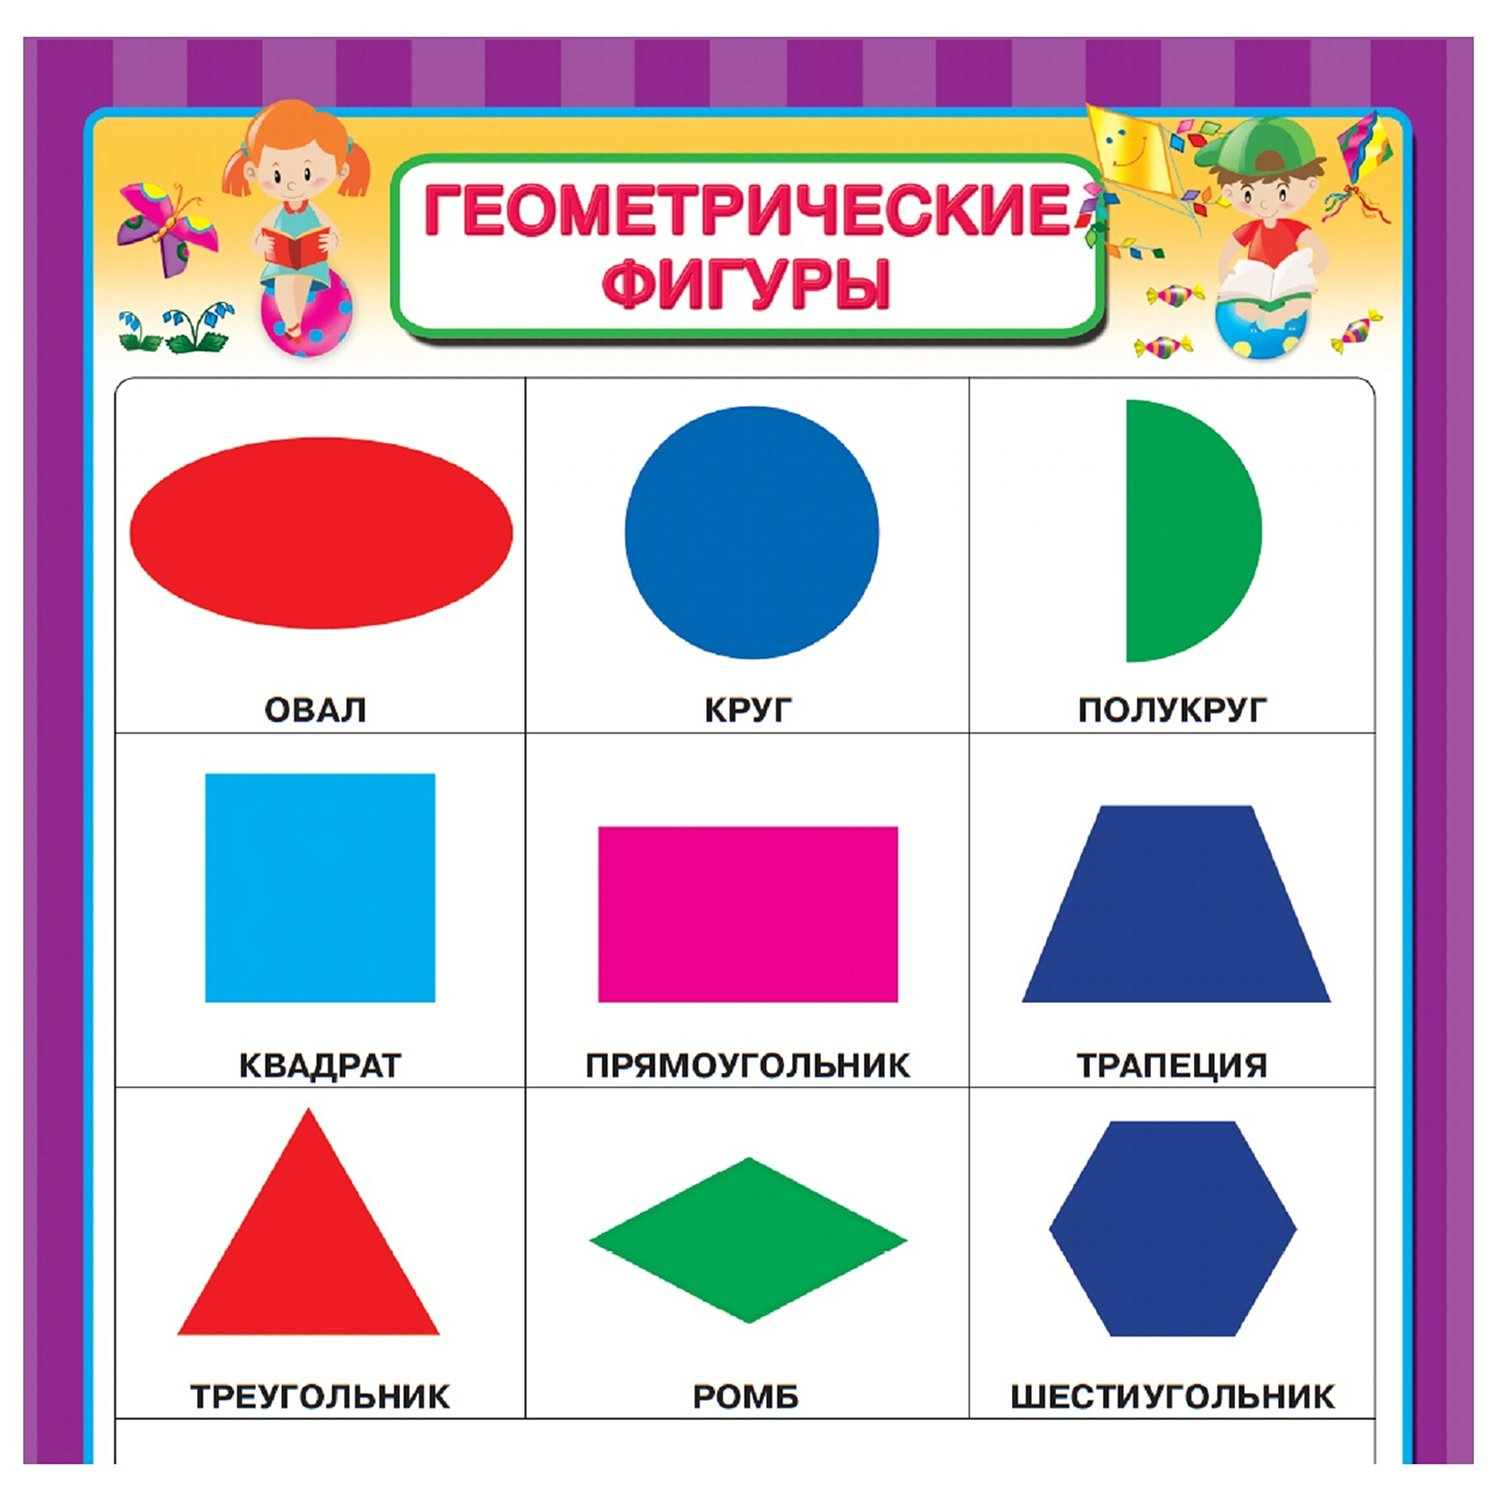 ГЕОМЕТРИЧЕСКИЕ
ФИГУРЫ
ОВАЛ
КРУГ
ПОЛУКРУГ
КВАДРАТ
ПРЯМОУГОЛЬНИК
ТРАПЕЦИЯ
ТРЕУГОЛЬНИК
РОМБ
ШЕСТИУГОЛЬНИК